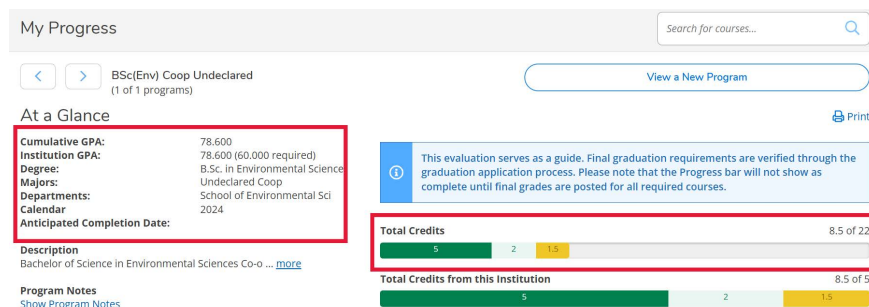 My Progress
Search for courses...
BSc(Env) Coop Undeclared
(1 of 1 programs)
View a New Program
At a Glance
Print
Cumulative GPA: 78.600
Institution GPA: 78.600 (60.000 required)
Degree: B.Sc. in Environmental Science
Majors: Undeclared Coop
Departments: School of Environmental Sci
Calendar 2024
Anticipated Completion Date:
Description
Bachelor of Science in Environmental Sciences Co-o ... more
Program Notes
Show Program Notes
This evaluation serves as a guide. Final graduation requirements are verified through the
graduation application process. Please note that the Progress bar will not show as
complete until final grades are posted for all required courses.
Total Credits 8.5 of 22
5 2 1.5
Total Credits from this Institution 8.5 of 5
5 2 1.5